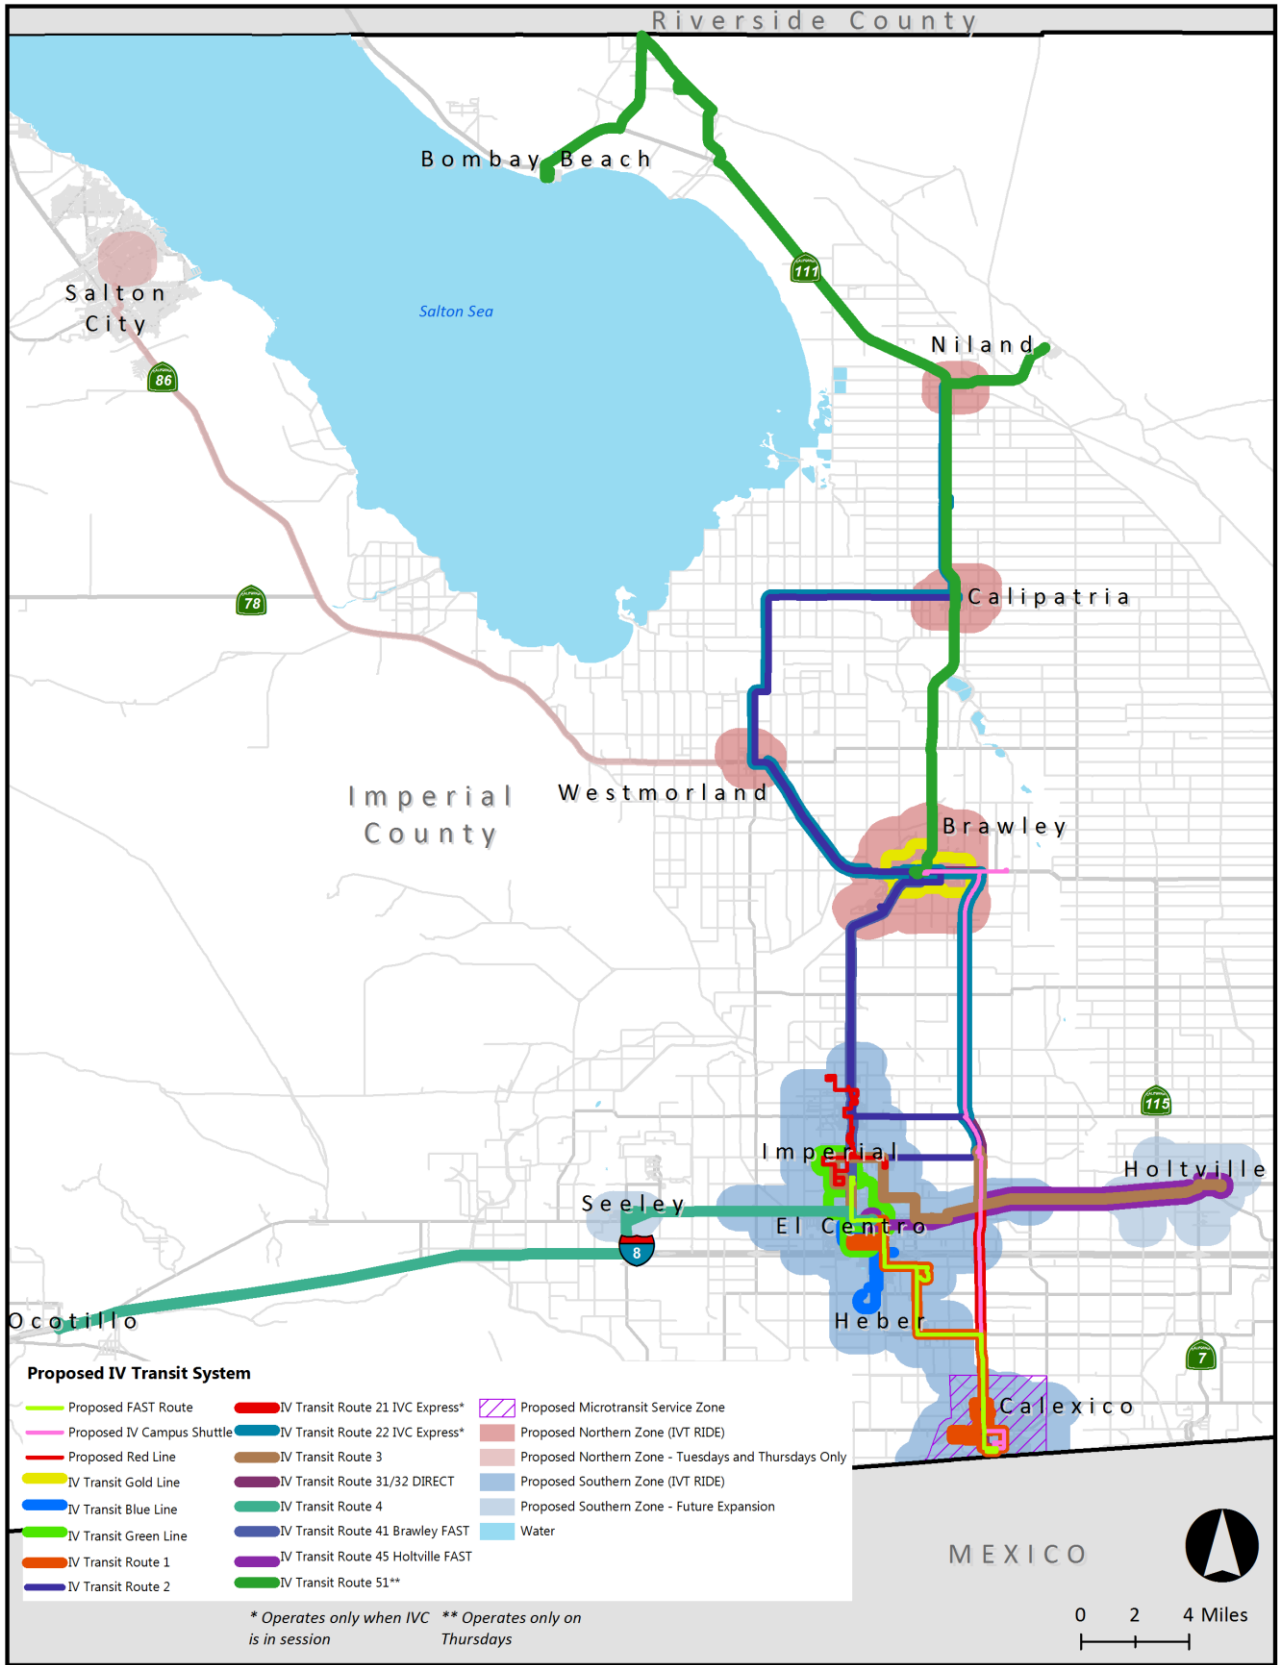 Riverside County
Bombay Beach
111
Salton
City
Salton Sea
Niland
86
78
Calipatria
Imperial
County
Westmorland
Brawley
115
Imperial
Holtville
Seeley
El Centro
8
Ocotillo
Heber
7
Calexico
Proposed IV Transit System
Proposed FAST Route
Proposed IV Campus Shuttle
Proposed Red Line
IV Transit Gold Line
IV Transit Blue Line
IV Transit Green Line
IV Transit Route 1
IV Transit Route 2
IV Transit Route 21 IVC Express*
IV Transit Route 22 IVC Express*
IV Transit Route 3
IV Transit Route 31/32 DIRECT
IV Transit Route 4
IV Transit Route 41 Brawley FAST
IV Transit Route 45 Holtville FAST
IV Transit Route 51**
Proposed Microtransit Service Zone
Proposed Northern Zone (IVT RIDE)
Proposed Northern Zone - Tuesdays and Thursdays Only
Proposed Southern Zone (IVT RIDE)
Proposed Southern Zone - Future Expansion
Water
* Operates only when IVC
is in session
** Operates only on
Thursdays
MEXICO
0 2 4 Miles